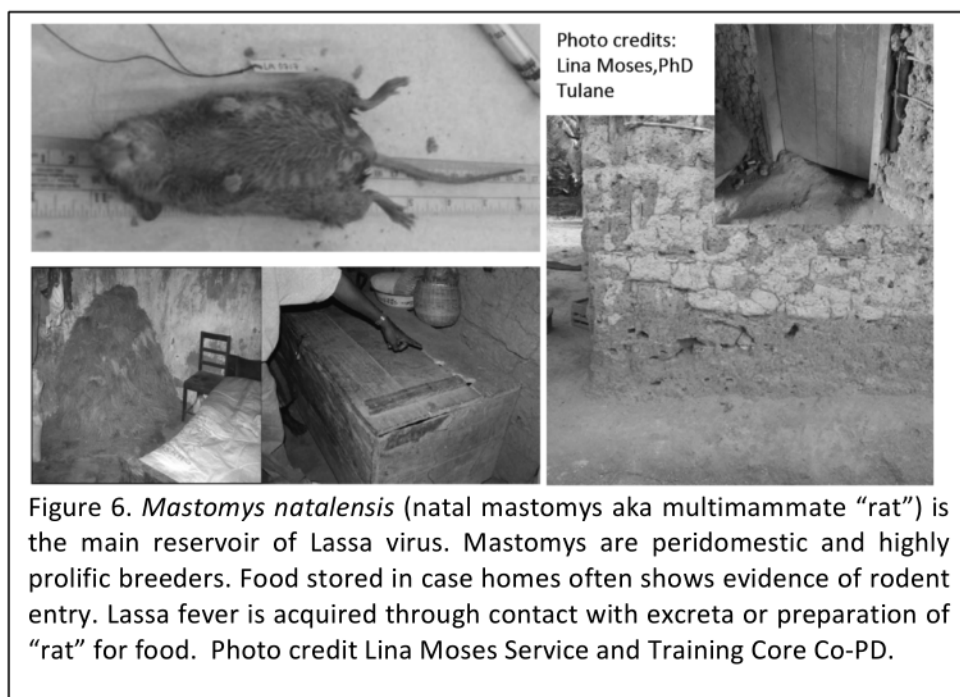 Photo credits:
Lina Moses,PhD
Tulane
Figure 6. Mastomys natalensis (natal mastomys aka multimammate “rat”) is
the main reservoir of Lassa virus. Mastomys are peridomestic and highly
prolific breeders. Food stored in case homes often shows evidence of rodent
entry. Lassa fever is acquired through contact with excreta or preparation of
“rat” for food.  Photo credit Lina Moses Service and Training Core Co-PD.